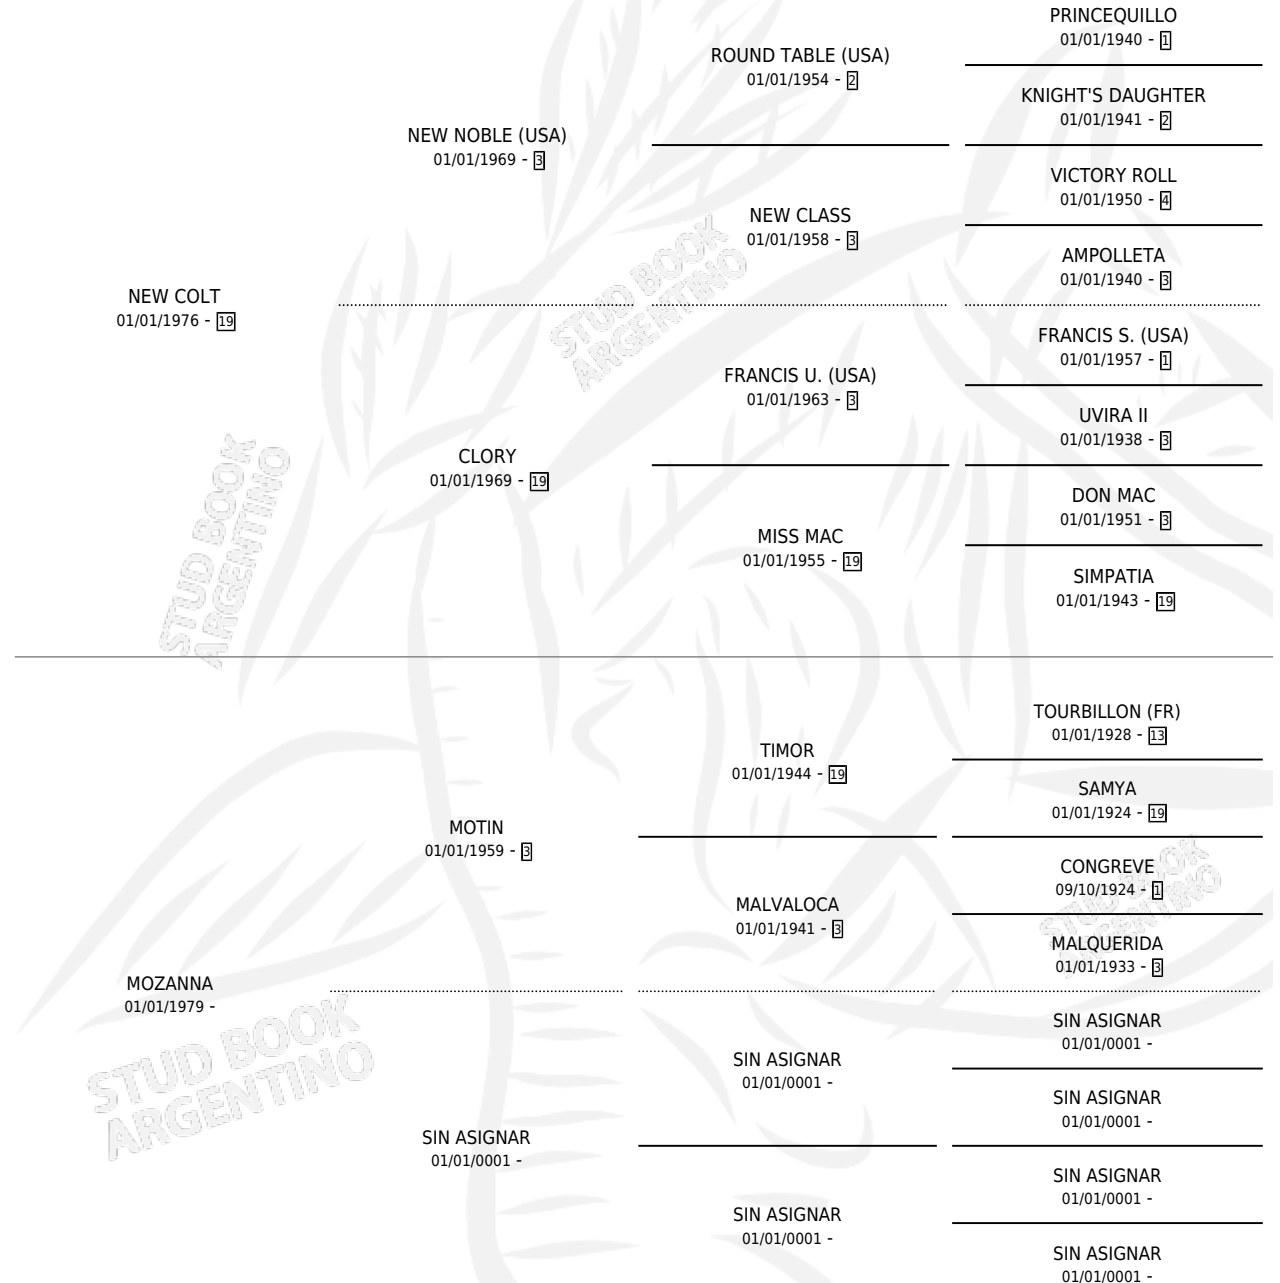 PRINCEQUILLO
01/01/1940 - 1
ROUND TABLE (USA)
01/01/1954 - 2
KNIGHT'S DAUGHTER
01/01/1941 - 2
NEW NOBLE (USA)
01/01/1969 - 3
VICTORY ROLL
01/01/1950 - 4
NEW CLASS
01/01/1958 - 3
AMPOLLETA
01/01/1940 - 3
NEW COLT
01/01/1976 - 19
FRANCIS S. (USA)
01/01/1957 - 1
FRANCIS U. (USA)
01/01/1963 - 3
UVIRA II
01/01/1938 - 3
CLORY
01/01/1969 - 19
DON MAC
01/01/1951 - 3
MISS MAC
01/01/1955 - 19
SIMPATIA
01/01/1943 - 19
TOURBILLON (FR)
01/01/1928 - 13
TIMOR
01/01/1944 - 19
SAMYA
01/01/1924 - 19
MOTIN
01/01/1959 - 3
CONGREVE
09/10/1924 - 1
MALVALOCA
01/01/1941 - 3
MALQUERIDA
01/01/1933 - 3
MOZANNA
01/01/1979 -
SIN ASIGNAR
01/01/0001 -
SIN ASIGNAR
01/01/0001 -
SIN ASIGNAR
01/01/0001 -
SIN ASIGNAR
01/01/0001 -
SIN ASIGNAR
01/01/0001 -
SIN ASIGNAR
01/01/0001 -
SIN ASIGNAR
01/01/0001 -
STUD BOOK
ARGENTINO
STUD BOOK
ARGENTINO
STUD BOOK
ARGENTINO
STUD BOOK
ARGENTINO